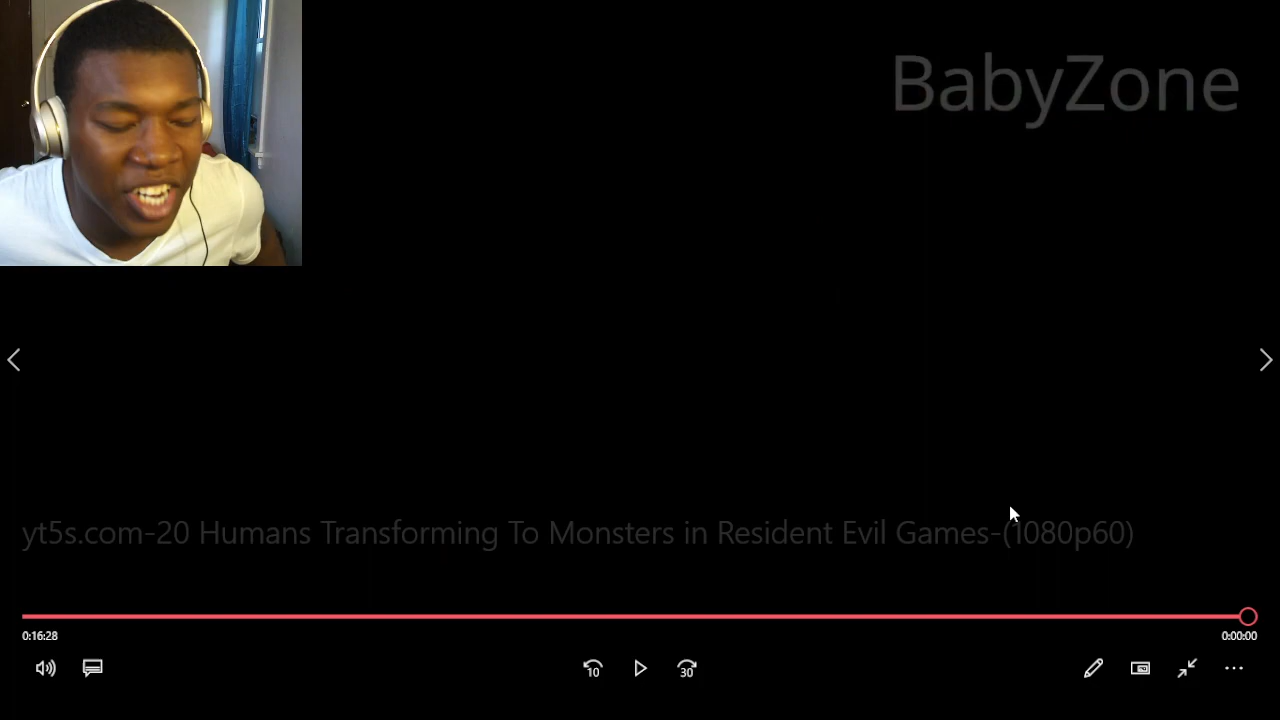 BabyZone
yt5s.com-20 Humans Transforming To Monsters in Resident Evil Games-(1080p60)
0:16:28
0:00:00
10
30